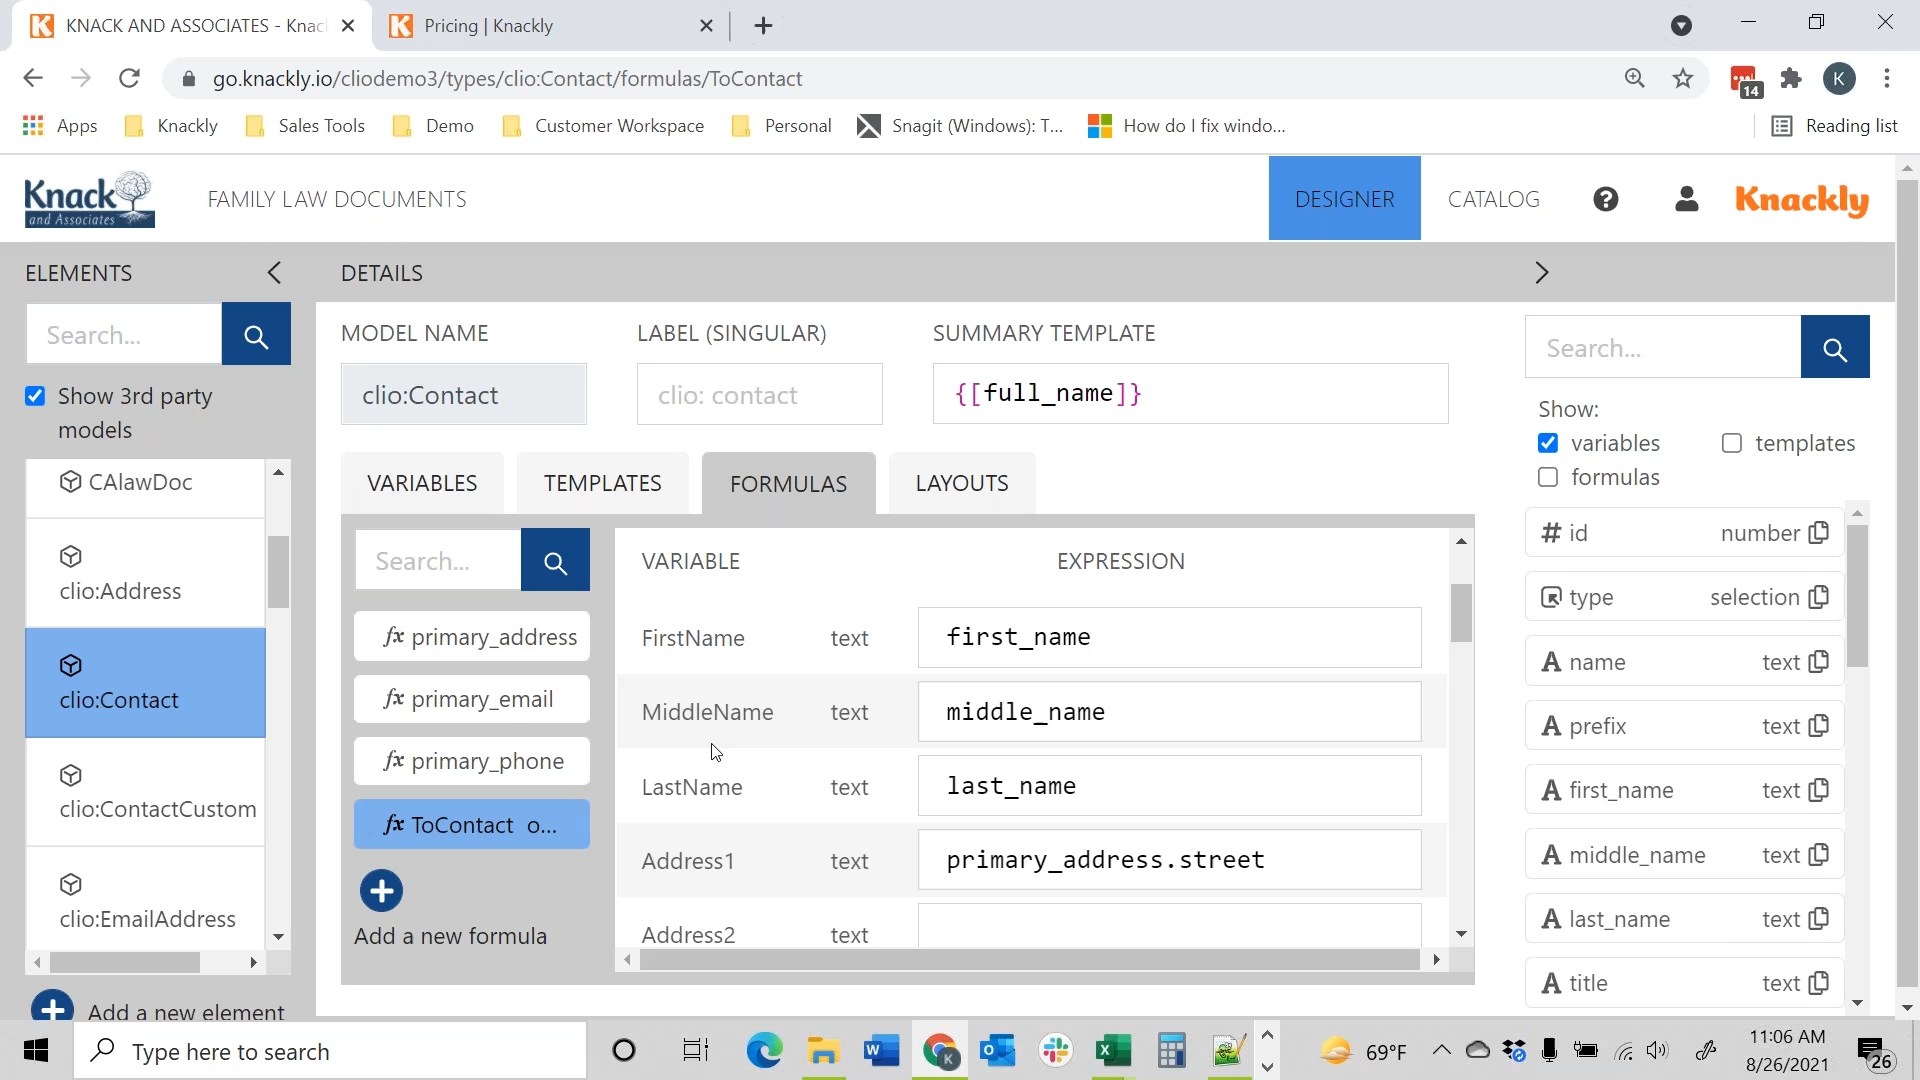 KNACK AND ASSOCIATES - Knac
Pricing | Knackly
go.knackly.io/cliodemo3/types/clio:Contact/formulas/ToContact
14
K
Apps
Knackly
Sales Tools
Demo
Customer Workspace
Personal
Snagit (Windows): T...
How do I fix windo...
Reading list
Knack
and Associates
FAMILY LAW DOCUMENTS
DESIGNER
CATALOG
Knackly
ELEMENTS
DETAILS
Search...
Show 3rd party
models
CAlawDoc
clio:Address
clio:Contact
clio:ContactCustom
clio:EmailAddress
Add a new element
MODEL NAME
LABEL (SINGULAR)
SUMMARY TEMPLATE
clio:Contact
clio: contact
{[full_name]}
VARIABLES
TEMPLATES
FORMULAS
LAYOUTS
Search...
fx primary_address
fx primary_email
fx primary_phone
fx ToContact o...
Add a new formula
VARIABLE
EXPRESSION
FirstName text first_name
MiddleName text middle_name
LastName text last_name
Address1 text primary_address.street
Address2 text
Search...
Show:
variables
templates
formulas
# id number
type selection
A name text
A prefix text
A first_name text
A middle_name text
A last_name text
A title text
Type here to search
69°F
11:06 AM
8/26/2021
26